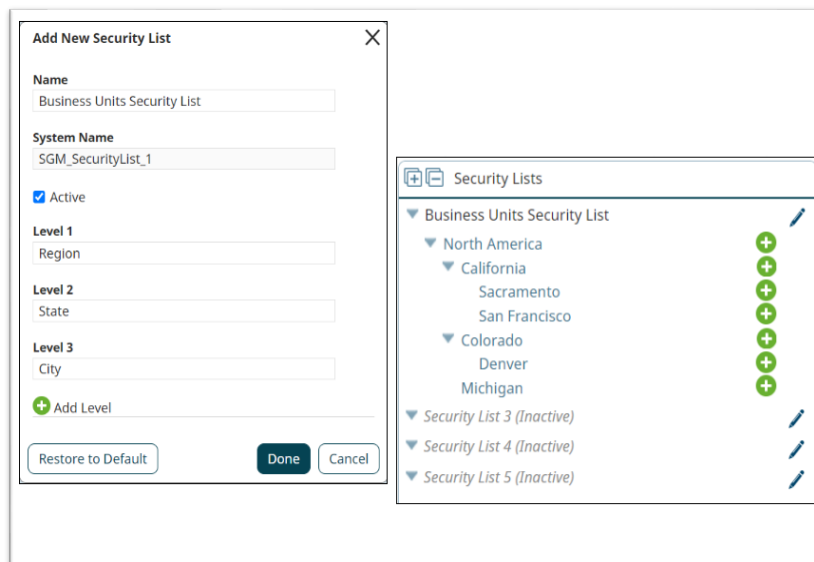 Add New Security List
Name
Business Units Security List
System Name
SGM_SecurityList_1
Active
Level 1
Region
Level 2
State
Level 3
City
Add Level
Restore to Default
Done
Cancel
Security Lists
Business Units Security List
North America
California
Sacramento
San Francisco
Colorado
Denver
Michigan
Security List 3 (Inactive)
Security List 4 (Inactive)
Security List 5 (Inactive)